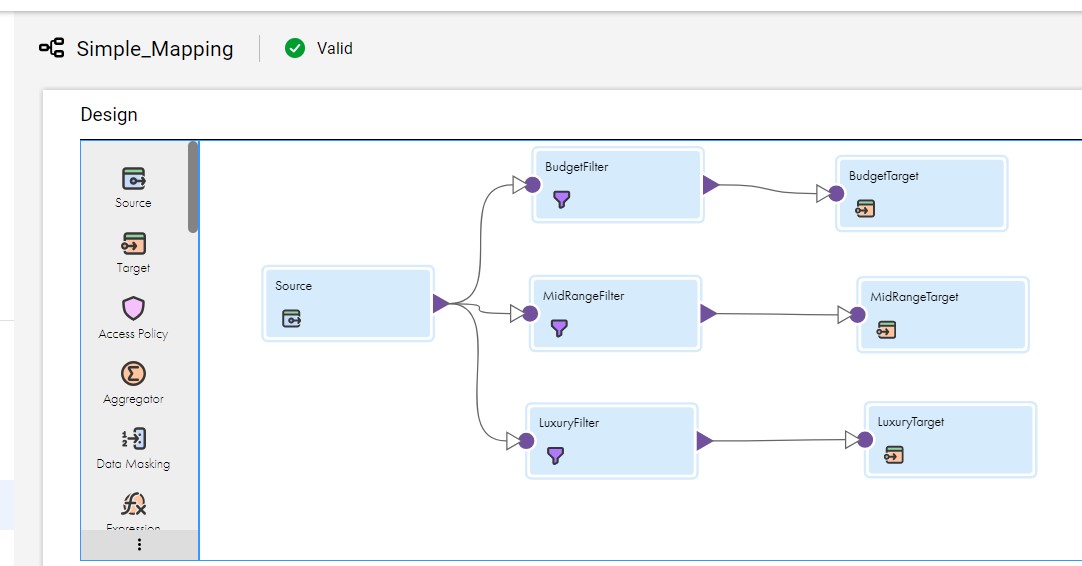 Simple_Mapping
Valid
Design
Source
Target
Access Policy
Aggregator
Data Masking
Expression
Source
BudgetFilter
BudgetTarget
MidRangeFilter
MidRangeTarget
LuxuryFilter
LuxuryTarget